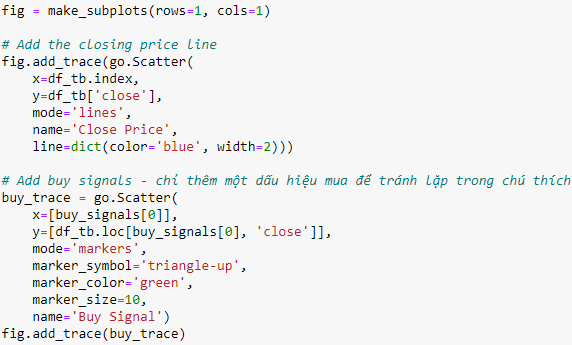 fig = make_subplots(rows=1, cols=1)
# Add the closing price line
fig.add_trace(go.Scatter(
    x=df_tb.index,
    y=df_tb['close'],
    mode='lines',
    name='Close Price',
    line=dict(color='blue', width=2)))
# Add buy signals - chỉ thêm một dấu hiệu mua để tránh lặp trong chú thích
buy_trace = go.Scatter(
    x=[buy_signals[0]],
    y=[df_tb.loc[buy_signals[0], 'close']],
    mode='markers',
    marker_symbol='triangle-up',
    marker_color='green',
    marker_size=10,
    name='Buy Signal')
fig.add_trace(buy_trace)